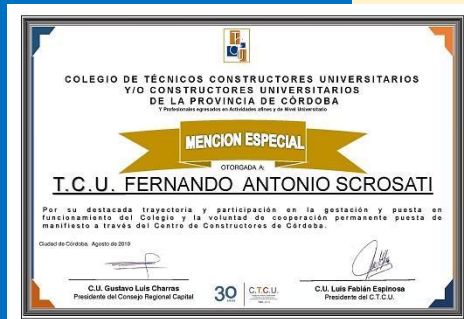 COLEGIO DE TÉCNICOS CONSTRUCTORES UNIVERSITARIOS
Y/O CONSTRUCTORES UNIVERSITARIOS
DE LA PROVINCIA DE CÓRDOBA
Y Profesionales egresados en Actividades afines y de Nivel Universitario
MENCION ESPECIAL
OTORGADA A:
T.C.U. FERNANDO ANTONIO SCROSATI
Por su destacada trayectoria y participación en la gestación y puesta en
funcionamiento del Colegio y la voluntad de cooperación permanente puesta de
manifiesto a través del Centro de Constructores de Córdoba.
Ciudad de Córdoba, Agosto de 2019
C.U. Gustavo Luis Charras
Presidente del Consejo Regional Capital
30
C.T.C.U.
C.U. Luis Fabián Espinosa
Presidente del C.T.C.U.